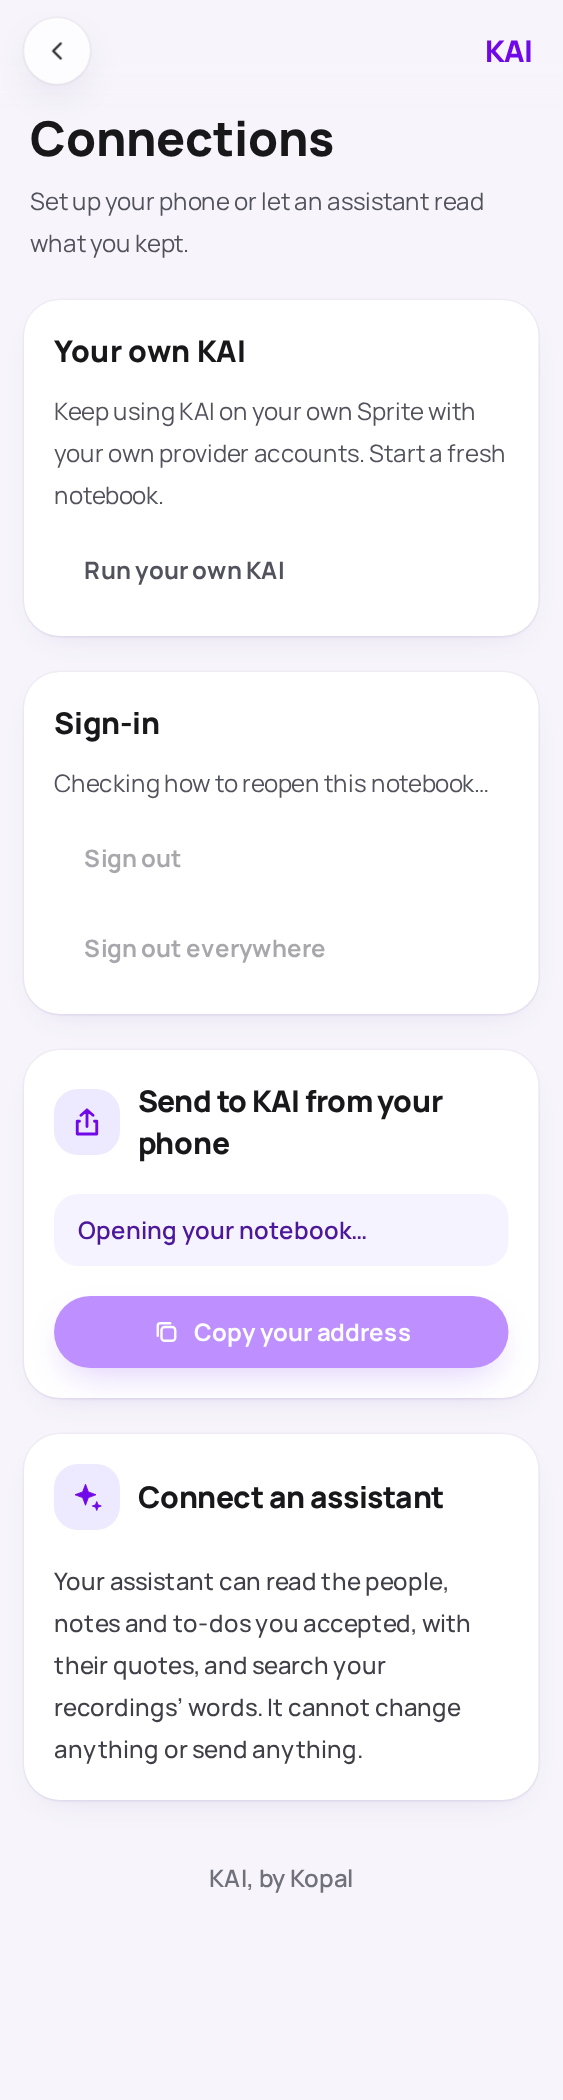 KAI
Connections
Set up your phone or let an assistant read
what you kept.
Your own KAI
Keep using KAI on your own Sprite with
your own provider accounts. Start a fresh
notebook.
Run your own KAI
Sign-in
Checking how to reopen this notebook…
Sign out
Sign out everywhere
Send to KAI from your
phone
Opening your notebook…
Copy your address
Connect an assistant
Your assistant can read the people,
notes and to-dos you accepted, with
their quotes, and search your
recordings’ words. It cannot change
anything or send anything.
KAI, by Kopal